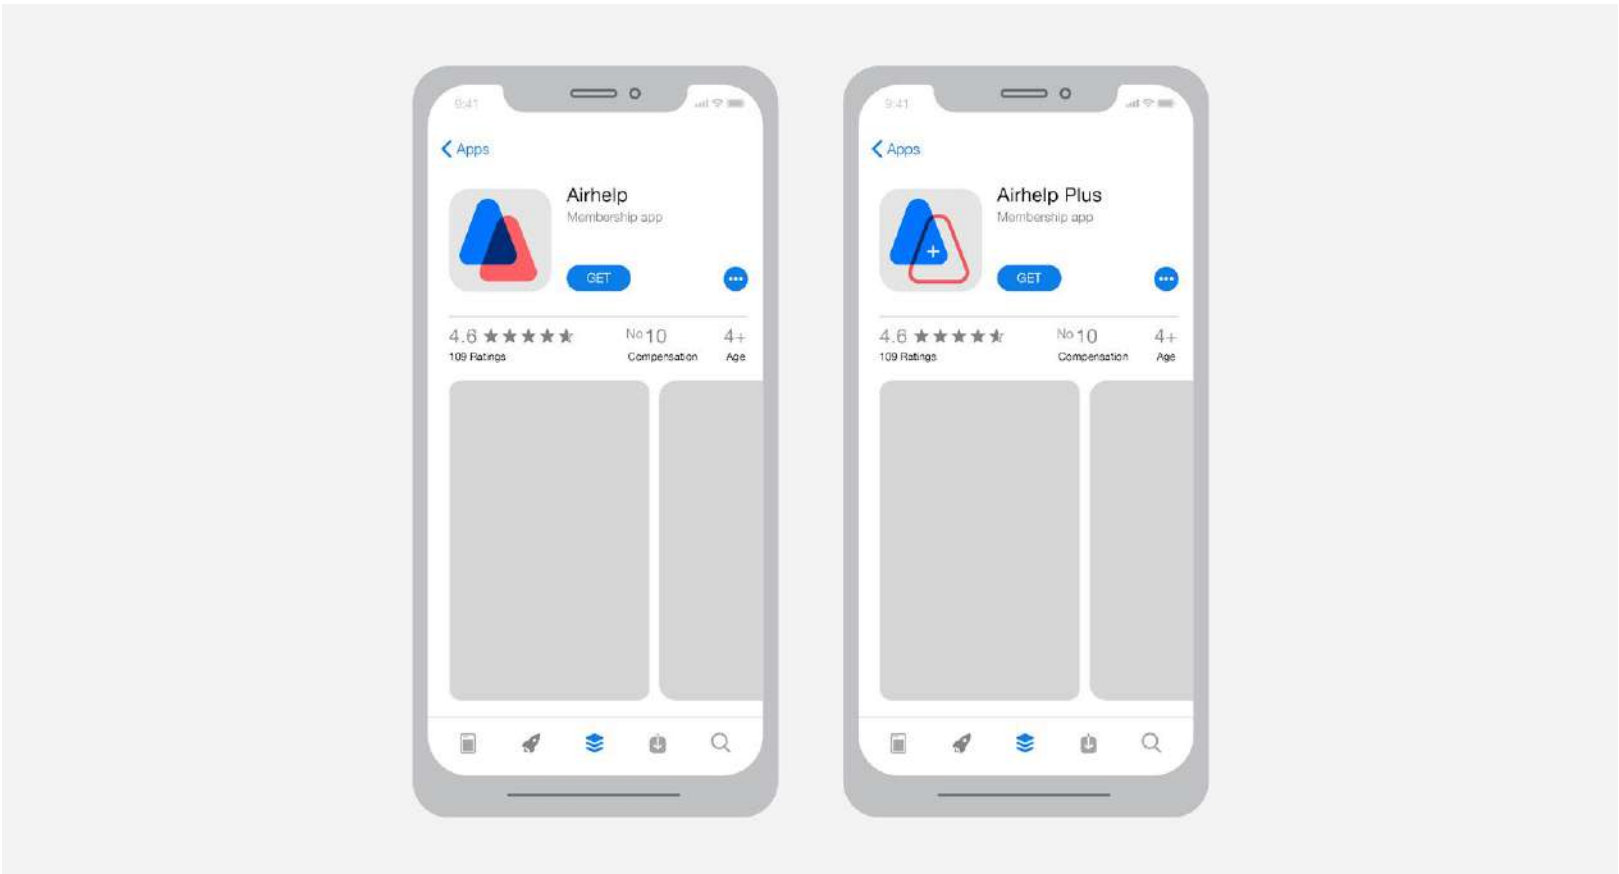 9:41
Apps
Airhelp
Membership app
GET
4.6
No 10
4+
109 Ratings
Compensation
Age
9:41
Apps
Airhelp Plus
Membership app
+
GET
4.6
No 10
4+
109 Ratings
Compensation
Age